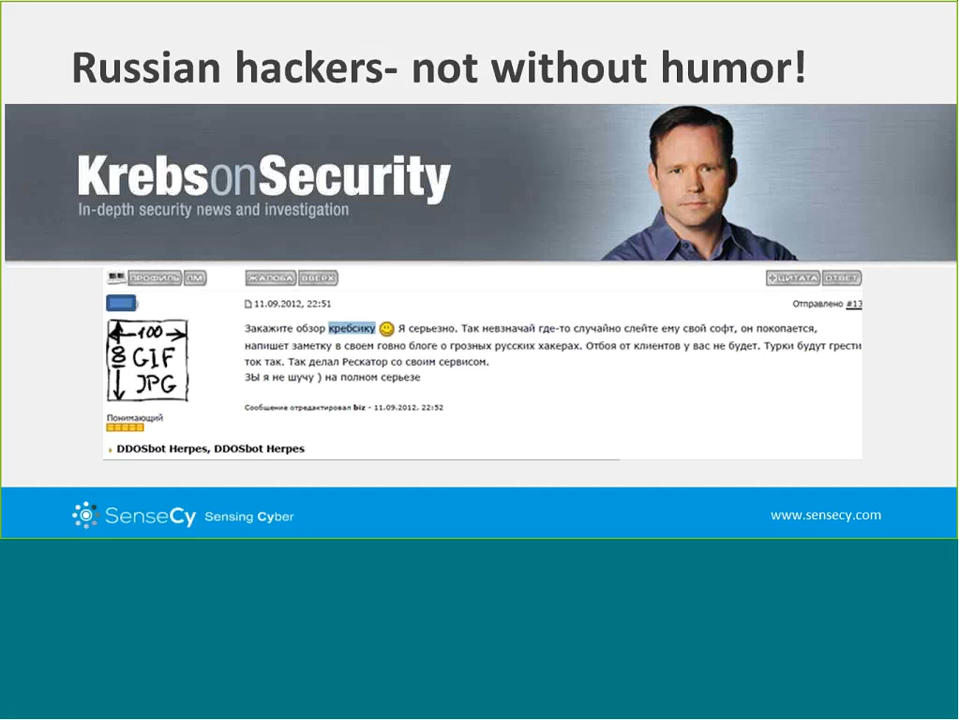 Russian hackers- not without humor!
KrebsonSecurity
In-depth security news and investigation
ПРОФИЛЬ ПМ ЖАЛОБА ВВЕРХ ЦИТАТА ОТВЕТ
11.09.2012, 22:51 Отправлено #13
Закажите обзор кребсику Я серьезно. Так невзначай где-то случайно слейте ему свой софт, он покопается,
напишет заметку в своем говно блоге о грозных русских хакерах. Отбоя от клиентов у вас не будет. Турки будут грести
ток так. Так делал Рескатор со своим сервисом.
ЗЫ я не шучу ) на полном серьезе
Сообщение отредактировал biz - 11.09.2012, 22:52
100
8 GIF
JPG
Понимающий
DDOSbot Herpes, DDOSbot Herpes
SenseCy Sensing Cyber
www.sensecy.com